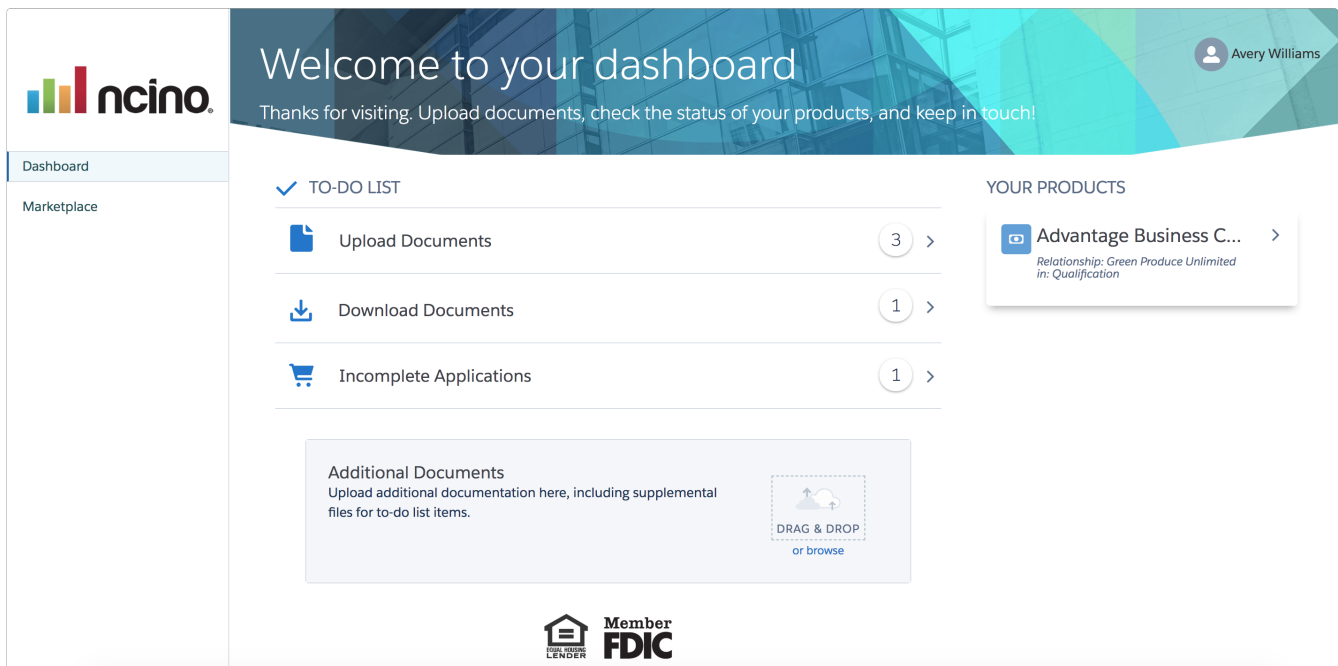 ncino.
Welcome to your dashboard
Avery Williams
Thanks for visiting. Upload documents, check the status of your products, and keep in touch!
Dashboard
Marketplace
TO-DO LIST
Upload Documents 3
Download Documents 1
Incomplete Applications 1
Additional Documents
Upload additional documentation here, including supplemental
files for to-do list items.
DRAG & DROP
or browse
YOUR PRODUCTS
Advantage Business C...
Relationship: Green Produce Unlimited
in: Qualification
EQUAL HOUSING
LENDER
Member
FDIC